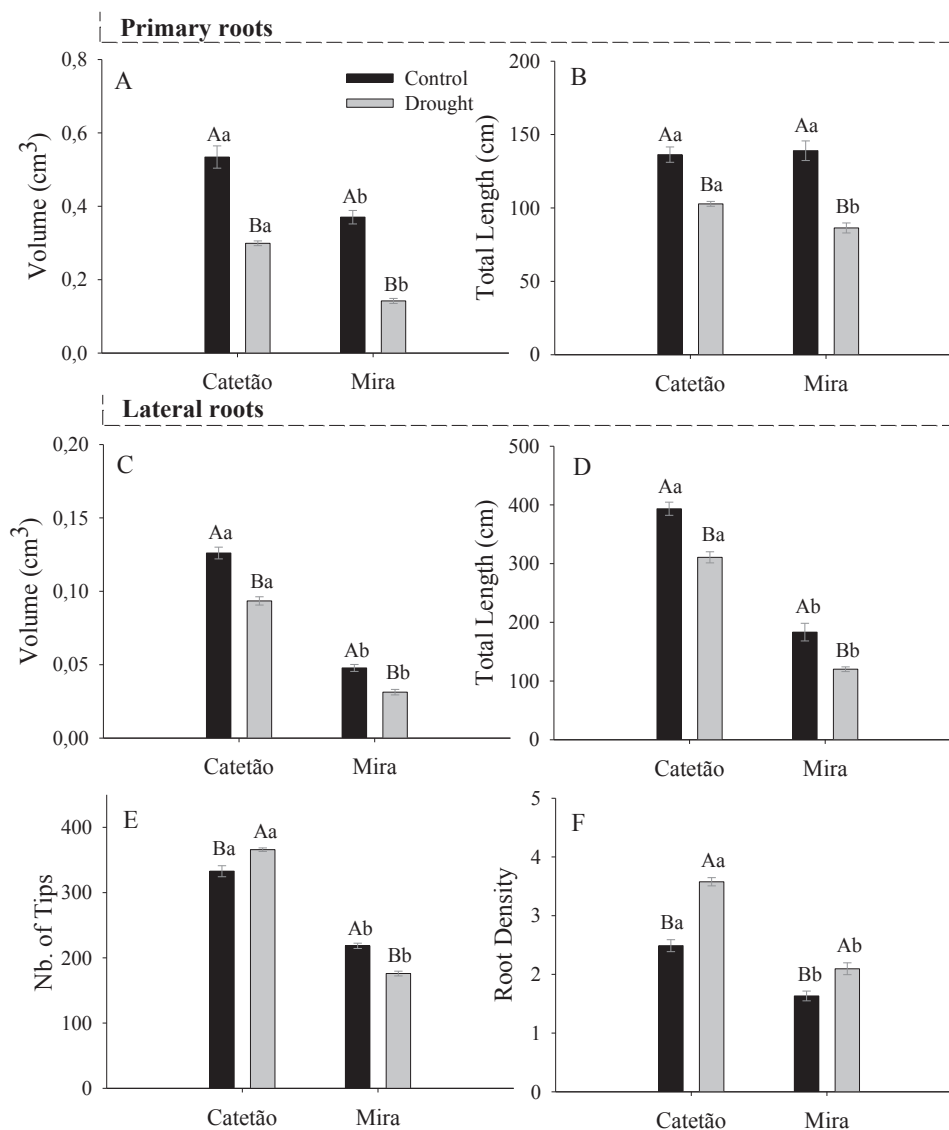 Primary roots
A
Control
Drought
Volume (cm³)
0,8
0,6
0,4
0,2
0,0
Aa
Ba
Ab
Bb
Catetão
Mira
B
Total Length (cm)
200
150
100
50
0
Aa
Ba
Aa
Bb
Catetão
Mira
Lateral roots
C
Volume (cm³)
0,20
0,15
0,10
0,05
0,00
Aa
Ba
Ab
Bb
Catetão
Mira
D
Total Length (cm)
500
400
300
200
100
0
Aa
Ba
Ab
Bb
Catetão
Mira
E
Nb. of Tips
400
300
200
100
0
Ba
Aa
Ab
Bb
Catetão
Mira
F
Root Density
5
4
3
2
1
0
Ba
Aa
Bb
Ab
Catetão
Mira